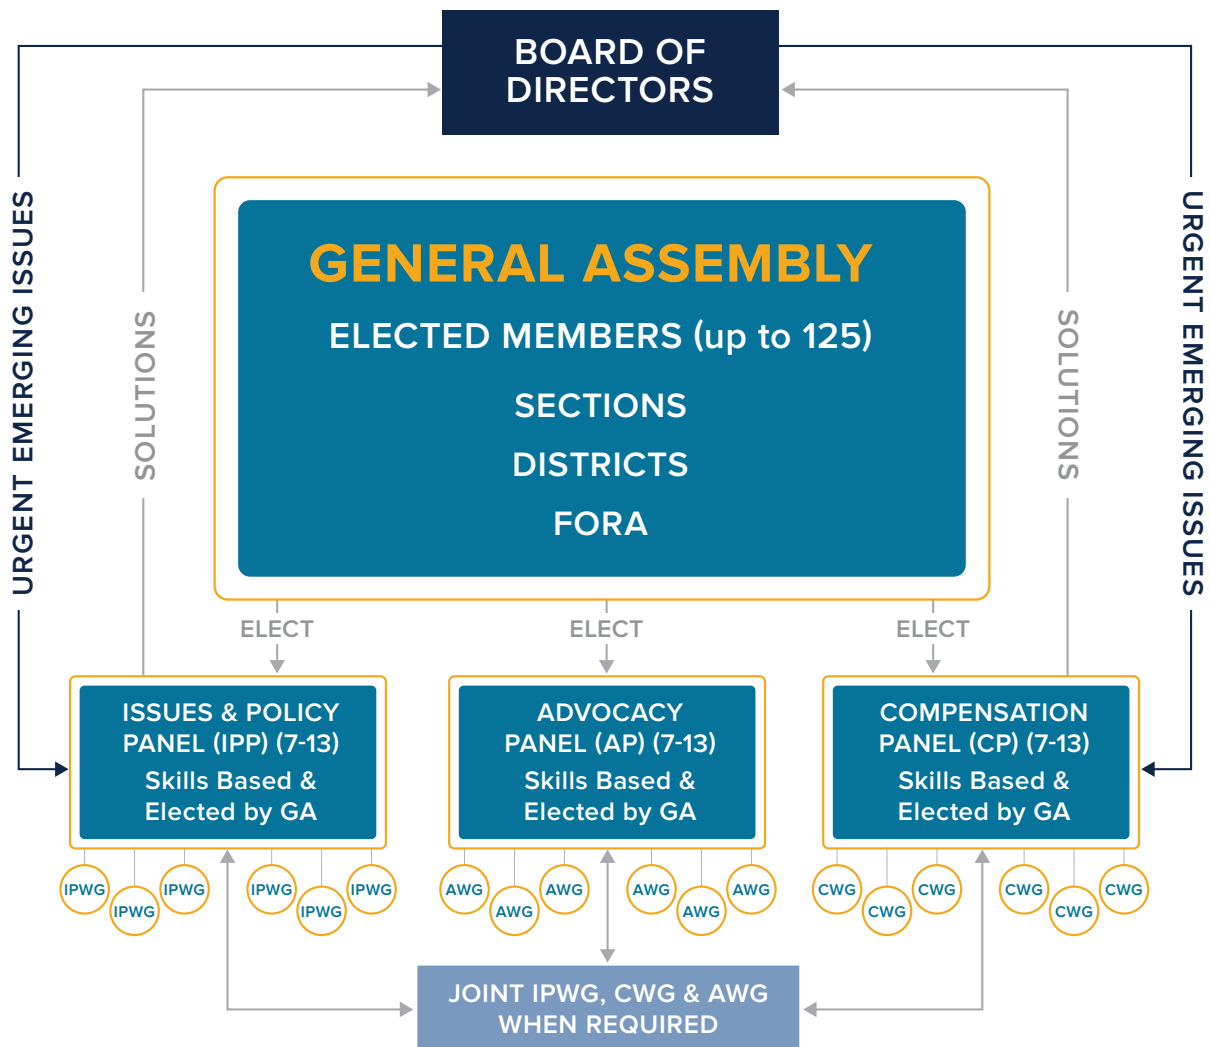 BOARD OF
DIRECTORS
URGENT EMERGING ISSUES
SOLUTIONS
GENERAL ASSEMBLY
ELECTED MEMBERS (up to 125)
SECTIONS
DISTRICTS
FORA
SOLUTIONS
URGENT EMERGING ISSUES
ELECT
ELECT
ELECT
ISSUES & POLICY
PANEL (IPP) (7-13)
Skills Based &
Elected by GA
ADVOCACY
PANEL (AP) (7-13)
Skills Based &
Elected by GA
COMPENSATION
PANEL (CP) (7-13)
Skills Based &
Elected by GA
IPWG
IPWG
IPWG
IPWG
IPWG
IPWG
AWG
AWG
AWG
AWG
AWG
AWG
CWG
CWG
CWG
CWG
CWG
CWG
JOINT IPWG, CWG & AWG
WHEN REQUIRED